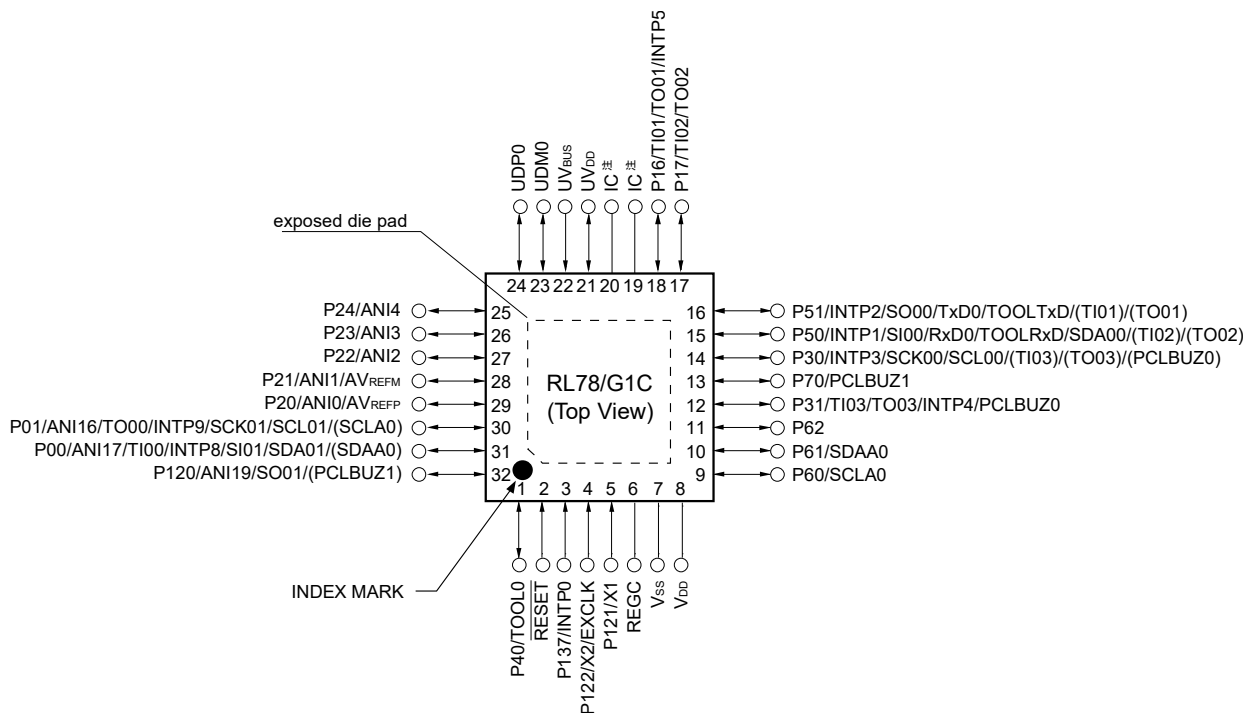 UDP0
UDM0
UVBUS
UVDD
IC注
IC注
P16/TI01/TO01/INTP5
P17/TI02/TO02
exposed die pad
24 23 22 21 20 19 18 17
P24/ANI4 25
P23/ANI3 26
P22/ANI2 27
P21/ANI1/AVREFM 28
P20/ANI0/AVREFP 29
P01/ANI16/TO00/INTP9/SCK01/SCL01/(SCLA0) 30
P00/ANI17/TI00/INTP8/SI01/SDA01/(SDAA0) 31
P120/ANI19/SO01/(PCLBUZ1) 32
RL78/G1C
(Top View)
16 P51/INTP2/SO00/TxD0/TOOLTxD/(TI01)/(TO01)
15 P50/INTP1/SI00/RxD0/TOOLRxD/SDA00/(TI02)/(TO02)
14 P30/INTP3/SCK00/SCL00/(TI03)/(TO03)/(PCLBUZ0)
13 P70/PCLBUZ1
12 P31/TI03/TO03/INTP4/PCLBUZ0
11 P62
10 P61/SDAA0
9 P60/SCLA0
1 2 3 4 5 6 7 8
INDEX MARK
P40/TOOL0
RESET
P137/INTP0
P122/X2/EXCLK
P121/X1
REGC
VSS
VDD